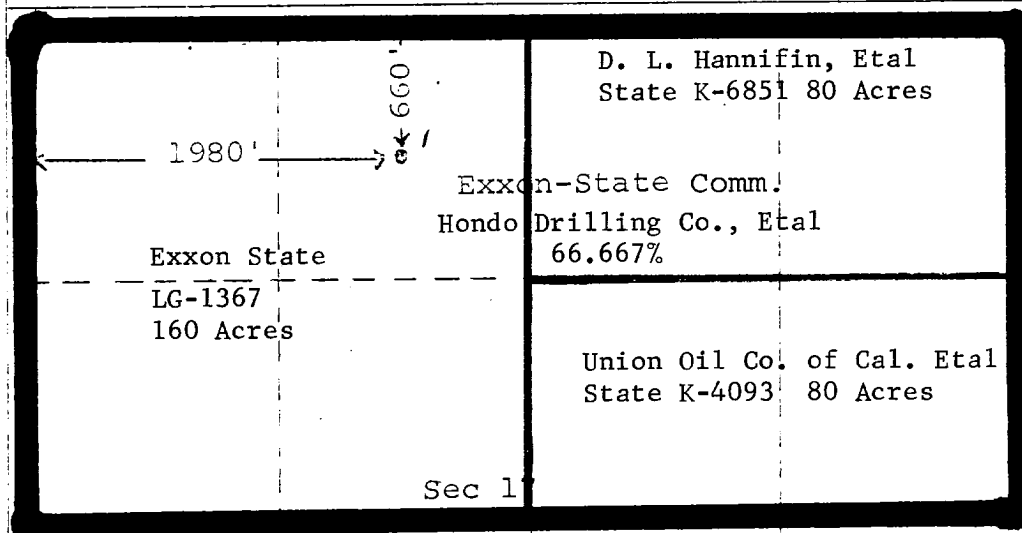 660'
1980'
1
D. L. Hannifin, Etal
State K-6851 80 Acres
Exxon-State Comm.
Hondo Drilling Co., Etal
66.667%
Exxon State
LG-1367
160 Acres
Union Oil Co. of Cal. Etal
State K-4093 80 Acres
Sec